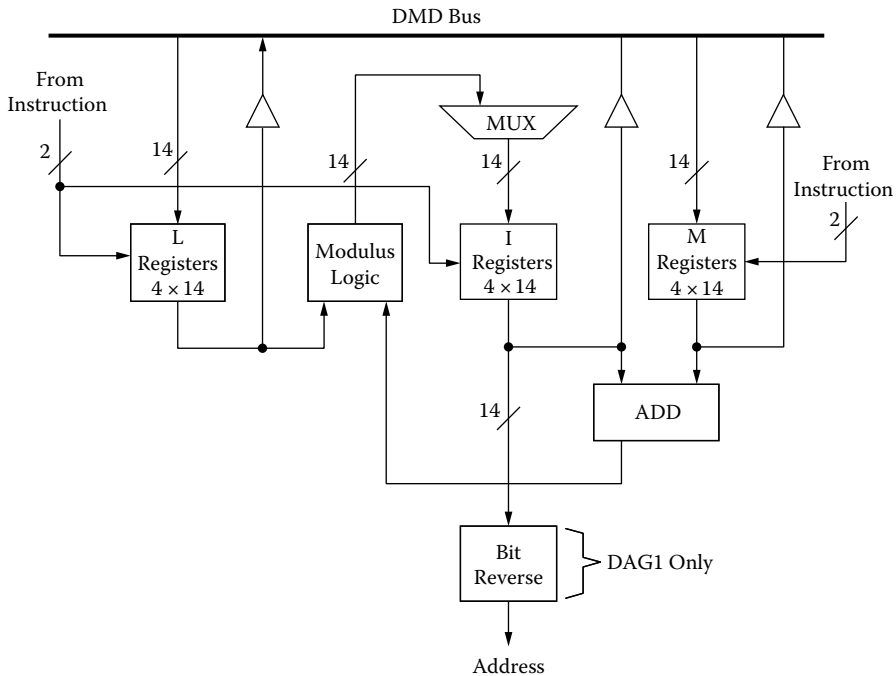 DMD Bus
From
Instruction
2
14
14
MUX
14
14
From
Instruction
2
L
Registers
4 × 14
Modulus
Logic
I
Registers
4 × 14
M
Registers
4 × 14
14
ADD
Bit
Reverse
DAG1 Only
Address